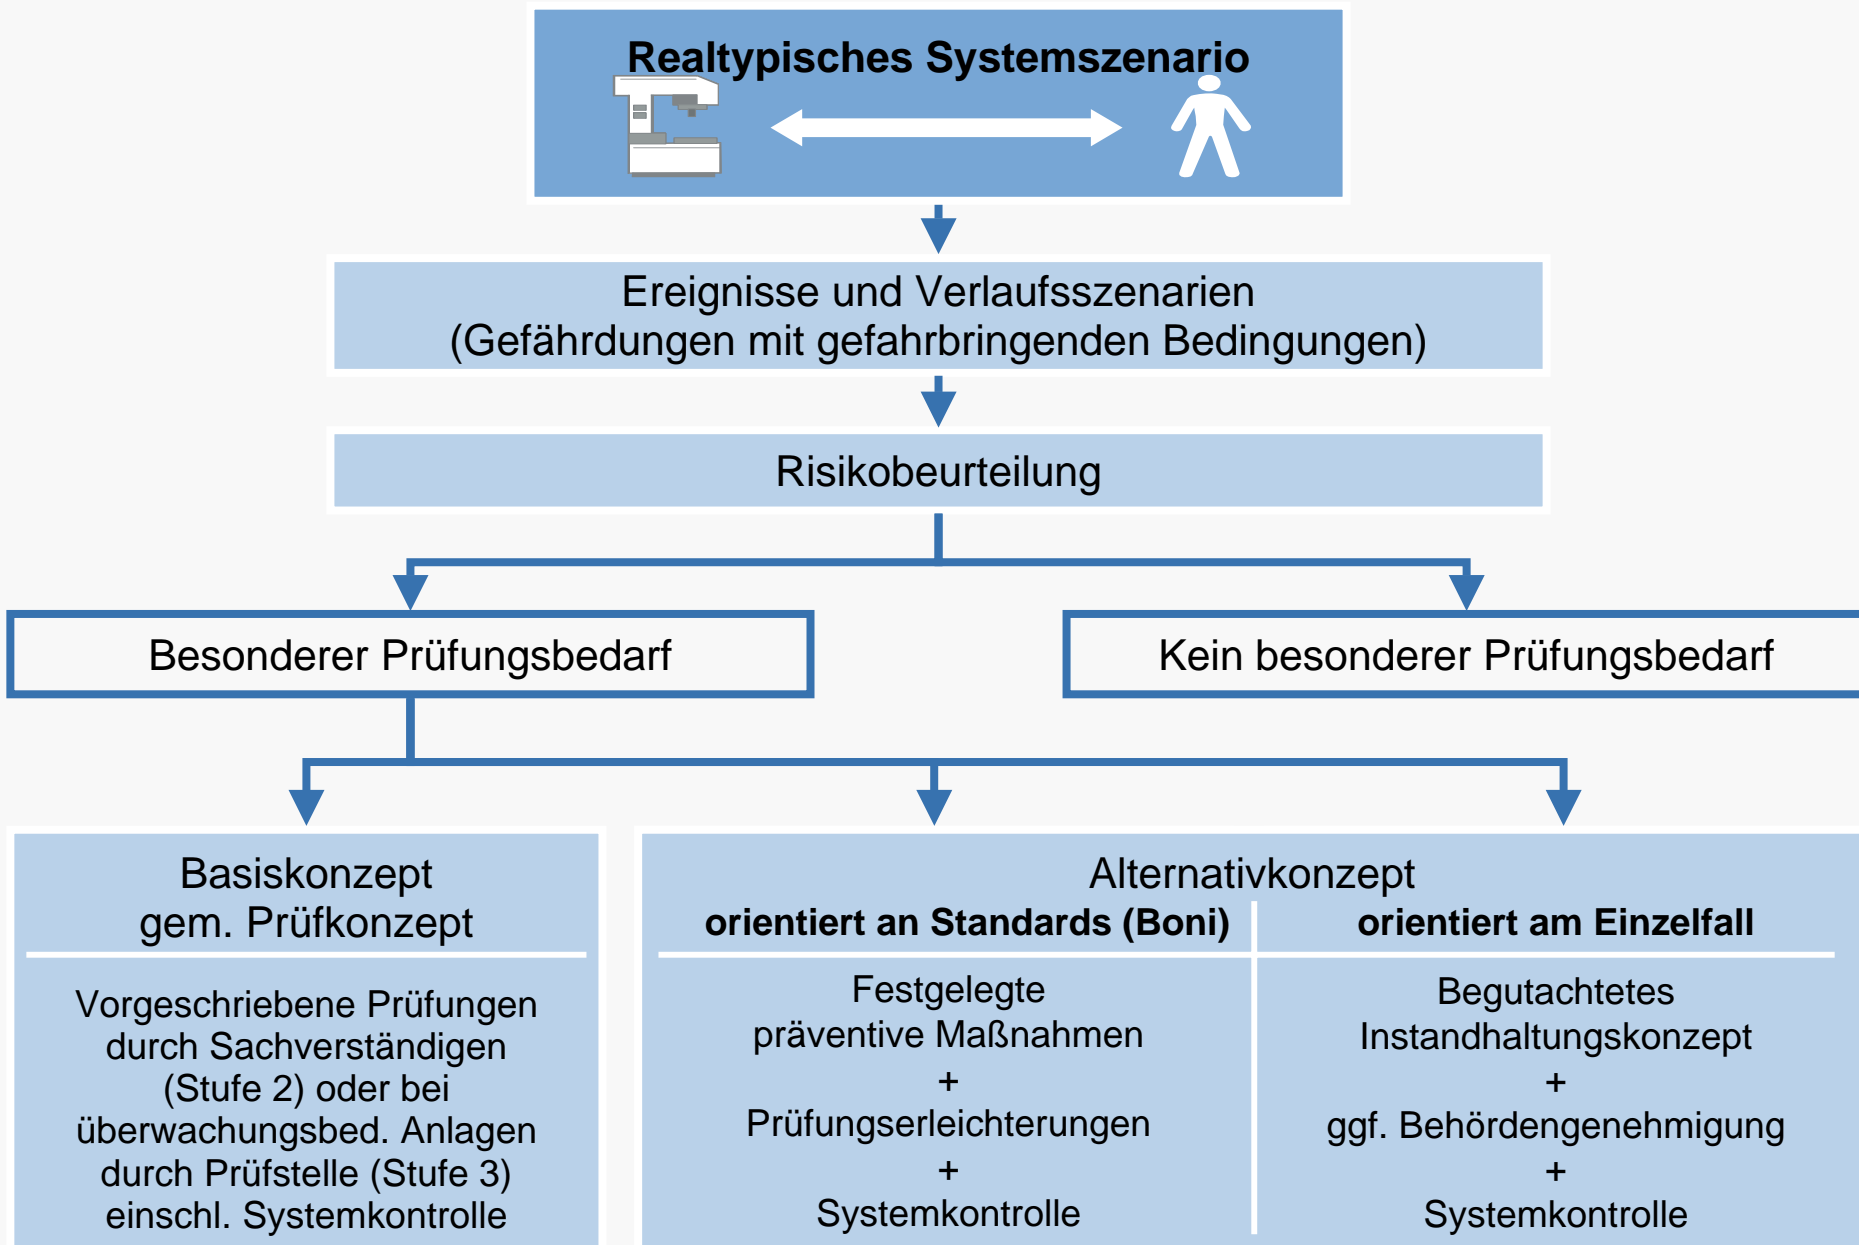 Realtypisches Systemszenario
Ereignisse und Verlaufsszenarien
(Gefährdungen mit gefahrbringenden Bedingungen)
Risikobeurteilung
Besonderer Prüfungsbedarf
Kein besonderer Prüfungsbedarf
Basiskonzept
gem. Prüfkonzept
Vorgeschriebene Prüfungen
durch Sachverständigen
(Stufe 2) oder bei
überwachungsbed. Anlagen
durch Prüfstelle (Stufe 3)
einschl. Systemkontrolle
Alternativkonzept
orientiert an Standards (Boni)
Festgelegte
präventive Maßnahmen
+
Prüfungserleichterungen
+
Systemkontrolle
orientiert am Einzelfall
Begutachtetes
Instandhaltungskonzept
+
ggf. Behördengenehmigung
+
Systemkontrolle